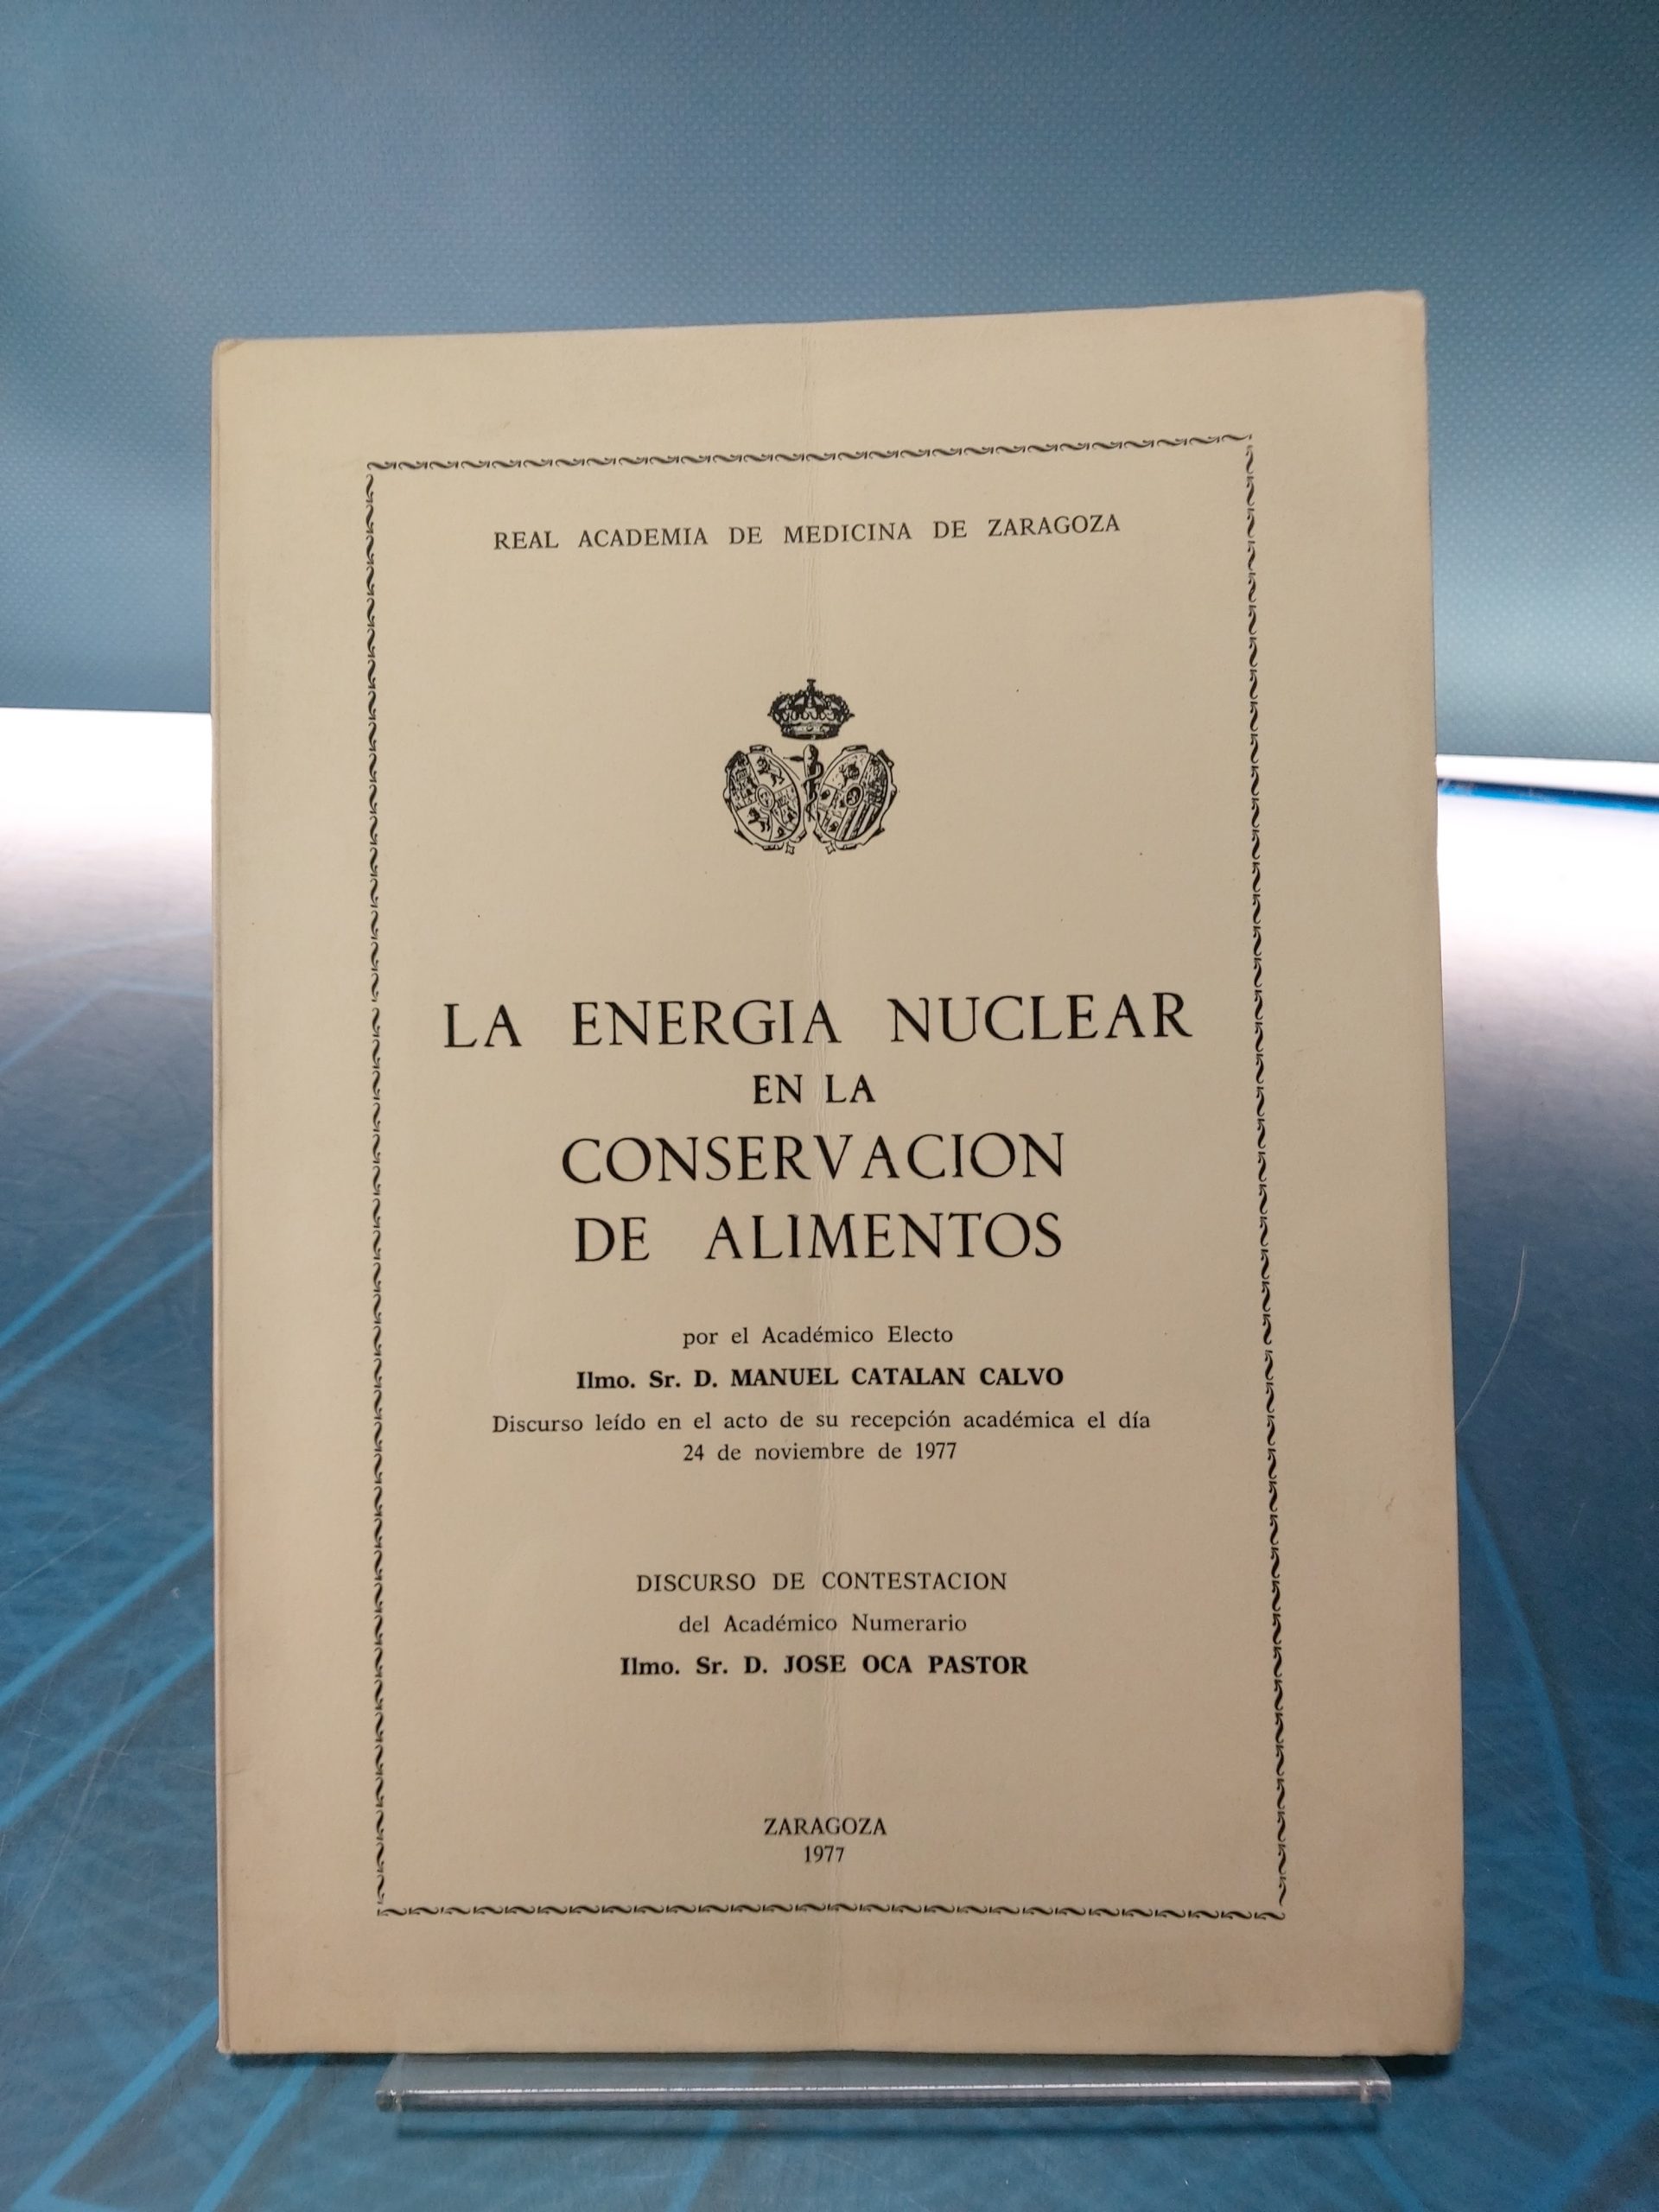 REAL ACADEMIA DE MEDICINA DE ZARAGOZA
LA ENERGIA NUCLEAR
EN LA
CONSERVACION
DE ALIMENTOS
por el Académico Electo
Ilmo. Sr. D. MANUEL CATALAN CALVO
Discurso leído en el acto de su recepción académica el día
24 de noviembre de 1977
DISCURSO DE CONTESTACION
del Académico Numerario
Ilmo. Sr. D. JOSE OCA PASTOR
ZARAGOZA
1977